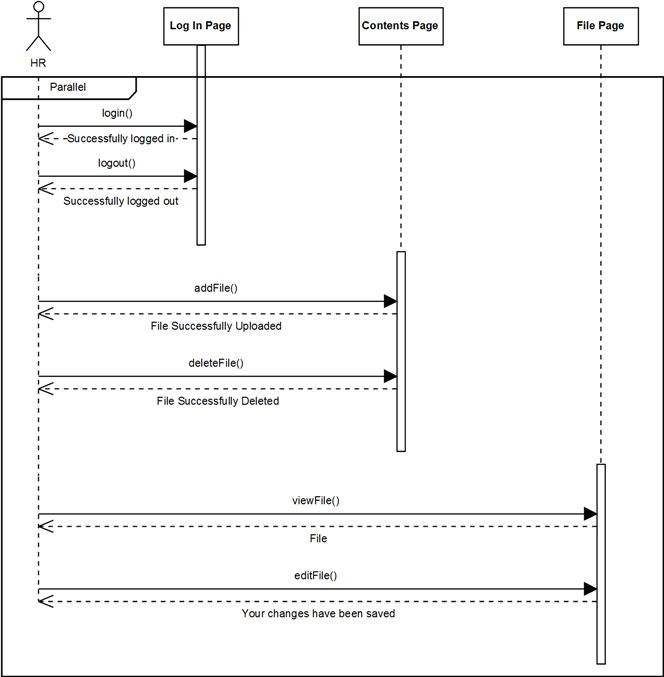 Log In Page
Contents Page
File Page
HR
Parallel
login()
Successfully logged in
logout()
Successfully logged out
addFile()
File Successfully Uploaded
deleteFile()
File Successfully Deleted
viewFile()
File
editFile()
Your changes have been saved